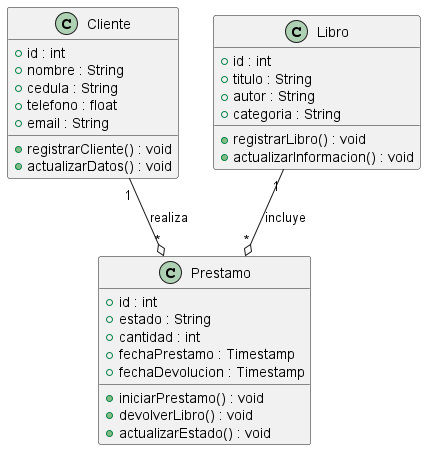 C Cliente
id : int
nombre : String
cedula : String
telefono : float
email : String
registrarCliente() : void
actualizarDatos() : void
C Libro
id : int
titulo : String
autor : String
categoria : String
registrarLibro() : void
actualizarInformacion() : void
1
1
realiza
incluye
*
*
C Prestamo
id : int
estado : String
cantidad : int
fechaPrestamo : Timestamp
fechaDevolucion : Timestamp
iniciarPrestamo() : void
devolverLibro() : void
actualizarEstado() : void